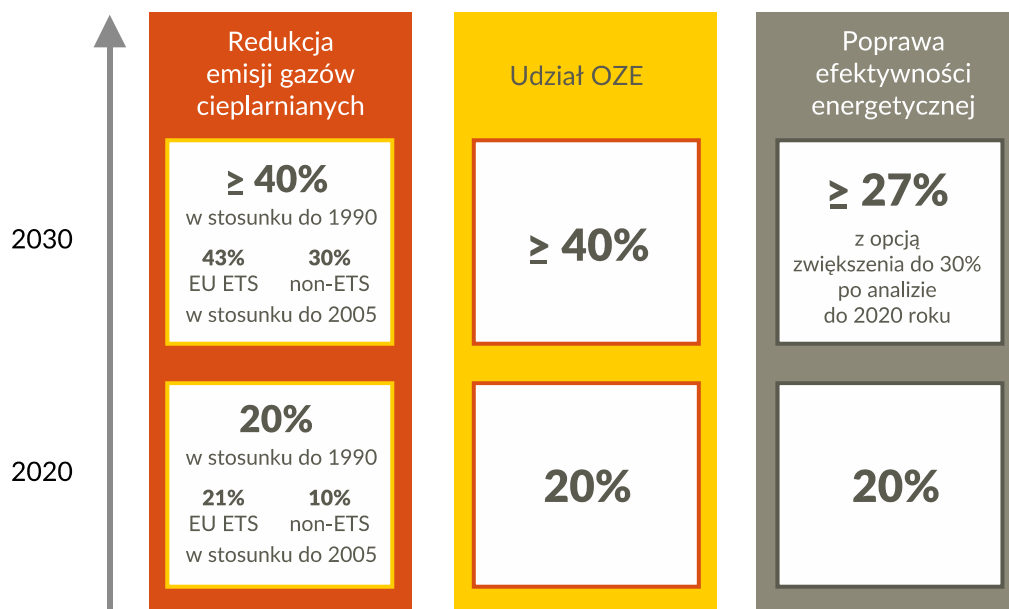 Redukcja
emisji gazów
cieplarnianych
Udział OZE
Poprawa
efektywności
energetycznej
2030
≥ 40%
w stosunku do 1990
43% 30%
EU ETS non-ETS
w stosunku do 2005
≥ 40%
≥ 27%
z opcją
zwiększenia do 30%
po analizie
do 2020 roku
2020
20%
w stosunku do 1990
21% 10%
EU ETS non-ETS
w stosunku do 2005
20%
20%